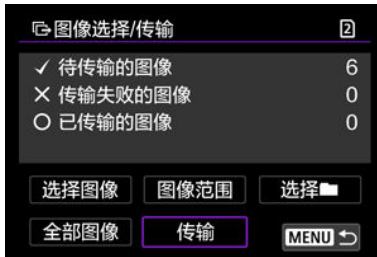 图像选择/传输 2
✓ 待传输的图像 6
✕ 传输失败的图像 0
○ 已传输的图像 0
选择图像 图像范围 选择
全部图像 传输 MENU